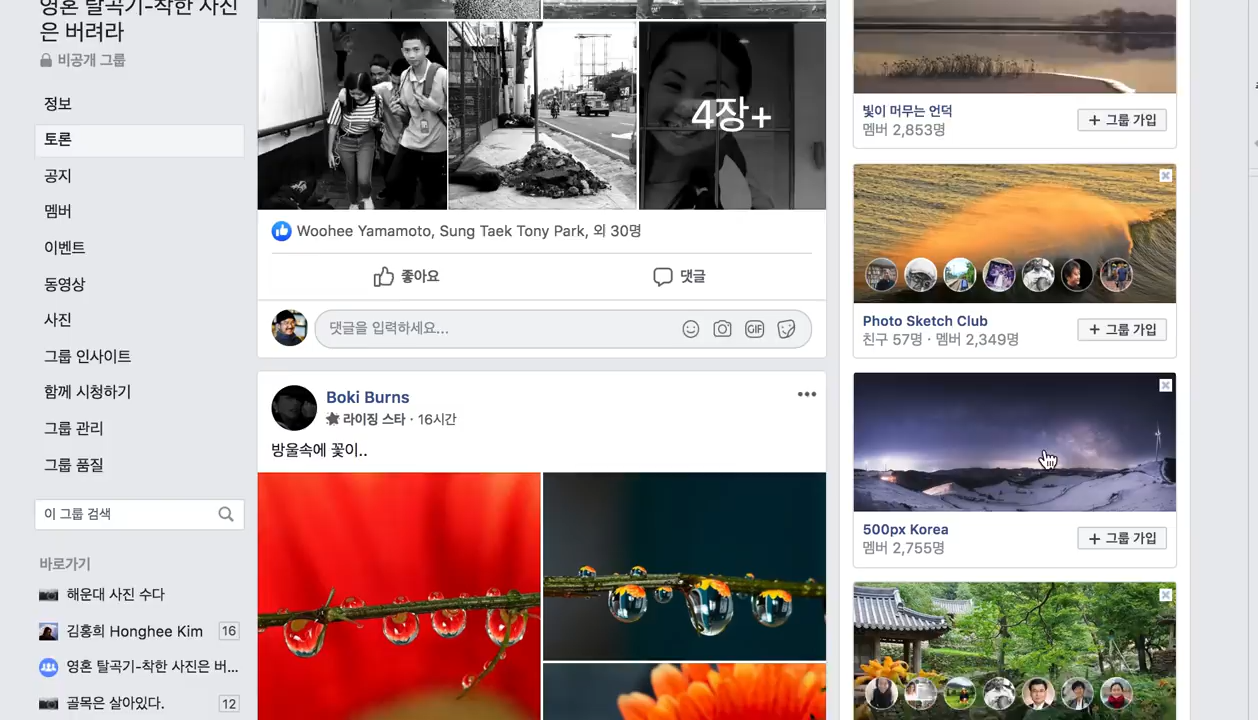 영혼 탈곡기-착한 사진
은 버려라
비공개 그룹
정보
토론
공지
멤버
이벤트
동영상
사진
그룹 인사이트
함께 시청하기
그룹 관리
그룹 품질
이 그룹 검색
바로가기
해운대 사진 수다
김홍희 Honghee Kim 16
영혼 탈곡기-착한 사진은 버...
골목은 살아있다. 12
4장+
Woohee Yamamoto, Sung Taek Tony Park, 외 30명
좋아요
댓글
댓글을 입력하세요...
GIF
Boki Burns
라이징 스타 · 16시간
방울속에 꽃이..
빛이 머무는 언덕
멤버 2,853명
+ 그룹 가입
Photo Sketch Club
친구 57명 · 멤버 2,349명
+ 그룹 가입
500px Korea
멤버 2,755명
+ 그룹 가입